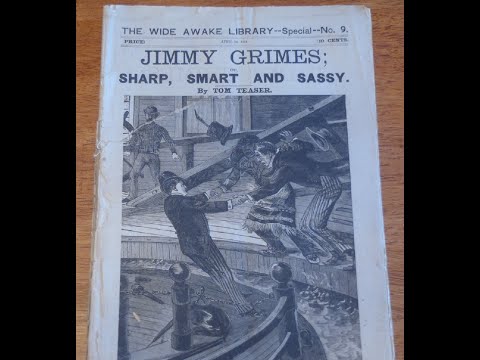 THE WIDE AWAKE LIBRARY--Special--No. 9.
PRICE} {10 CENTS.
JIMMY GRIMES;
OR,
SHARP, SMART AND SASSY.
By TOM TEASER.